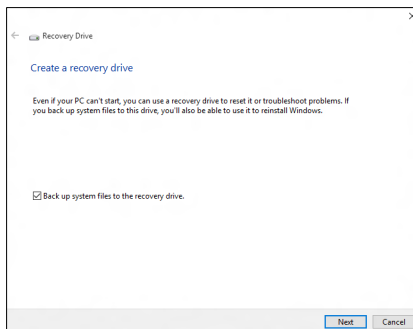 Recovery Drive
Create a recovery drive
Even if your PC can't start, you can use a recovery drive to reset it or troubleshoot problems. If
you back up system files to this drive, you'll also be able to use it to reinstall Windows.
Back up system files to the recovery drive.
Next Cancel